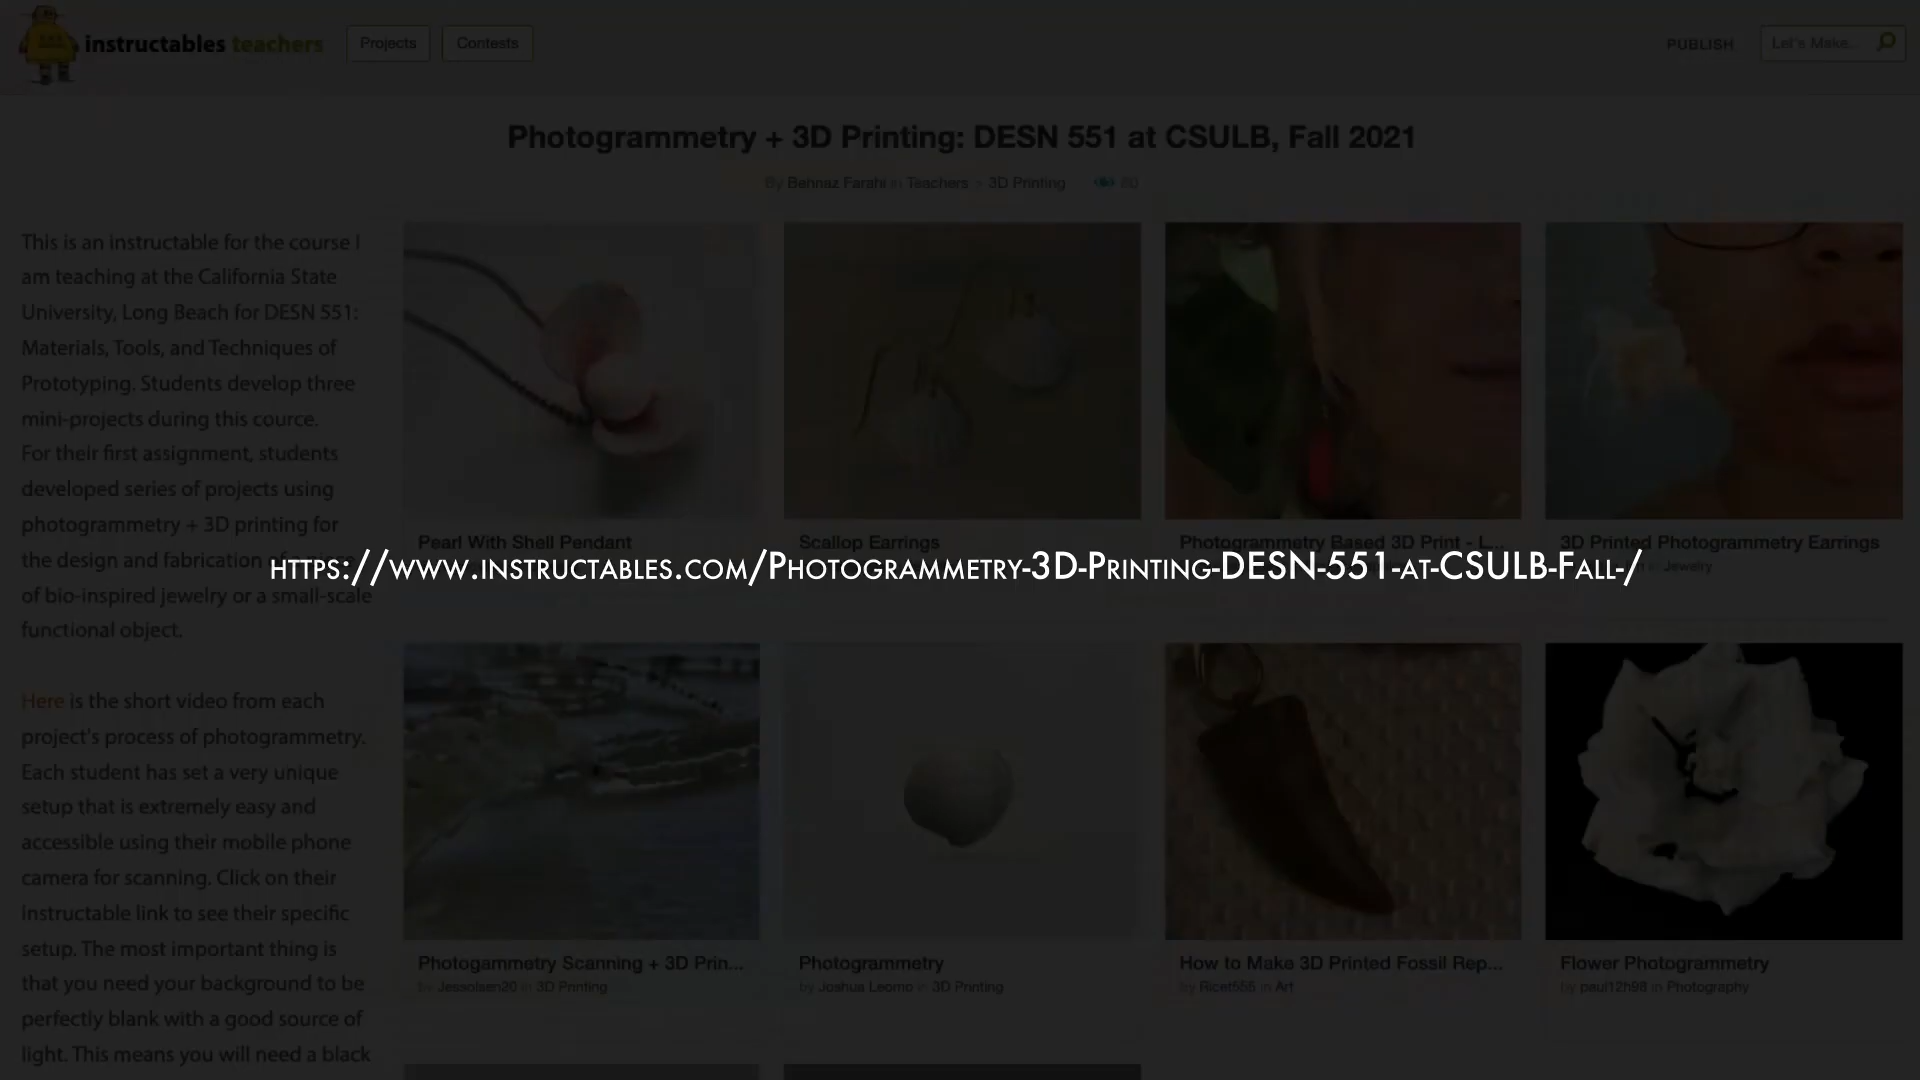 instructables teachers
Projects
Contests
PUBLISH
Let's Make...
Photogrammetry + 3D Printing: DESN 551 at CSULB, Fall 2021
By Behnaz Farahi in Teachers > 3D Printing
This is an instructable for the course I
am teaching at the California State
University, Long Beach for DESN 551:
Materials, Tools, and Techniques of
Prototyping. Students develop three
mini-projects during this cource.
For their first assignment, students
developed series of projects using
photogrammetry + 3D printing for
the design and fabrication of a piece
of bio-inspired jewelry or a small-scale
functional object.
Here is the short video from each
project's process of photogrammetry.
Each student has set a very unique
setup that is extremely easy and
accessible using their mobile phone
camera for scanning. Click on their
Instructable link to see their specific
setup. The most important thing is
that you need your background to be
perfectly blank with a good source of
light. This means you will need a black
Pearl With Shell Pendant
Scallop Earrings
Photogrammetry Based 3D Print - L...
3D Printed Photogrammetry Earrings
in Jewelry
https://www.instructables.com/Photogrammetry-3D-Printing-DESN-551-at-CSULB-Fall-/
Photogammetry Scanning + 3D Prin...
by Jessolsen20 in 3D Printing
Photogrammetry
by Joshua Leomo in 3D Printing
How to Make 3D Printed Fossil Rep...
by Ricet555 in Art
Flower Photogrammetry
by paul12h98 in Photography